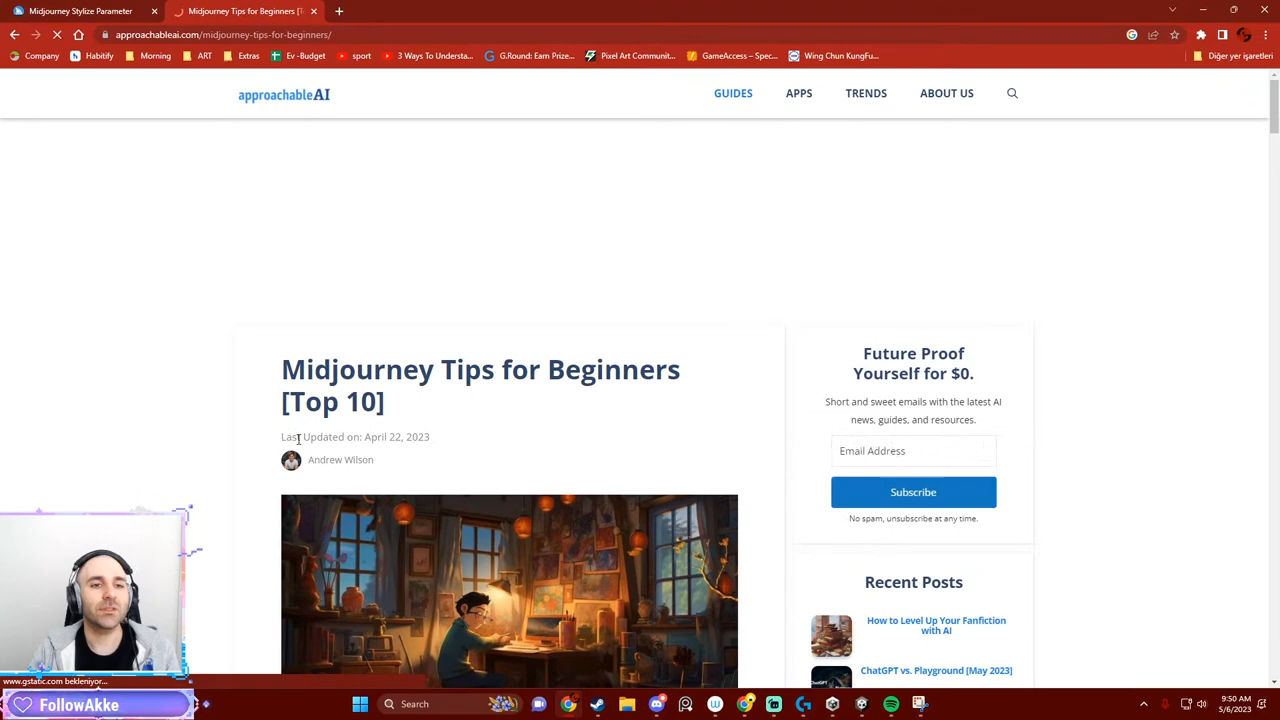 Midjourney Stylize Parameter
Midjourney Tips for Beginners [To
approachableai.com/midjourney-tips-for-beginners/
Company
Habitify
Morning
ART
Extras
Ev -Budget
sport
3 Ways To Understa...
G.Round: Earn Prize...
Pixel Art Communit...
GameAccess – Spec...
Wing Chun KungFu...
Diğer yer işaretleri
approachableAI
GUIDES
APPS
TRENDS
ABOUT US
Midjourney Tips for Beginners
[Top 10]
Last Updated on: April 22, 2023
Andrew Wilson
Future Proof
Yourself for $0.
Short and sweet emails with the latest AI
news, guides, and resources.
Email Address
Subscribe
No spam, unsubscribe at any time.
Recent Posts
How to Level Up Your Fanfiction
with AI
ChatGPT vs. Playground [May 2023]
www.gstatic.com bekleniyor...
FollowAkke
Search
9:50 AM
5/6/2023